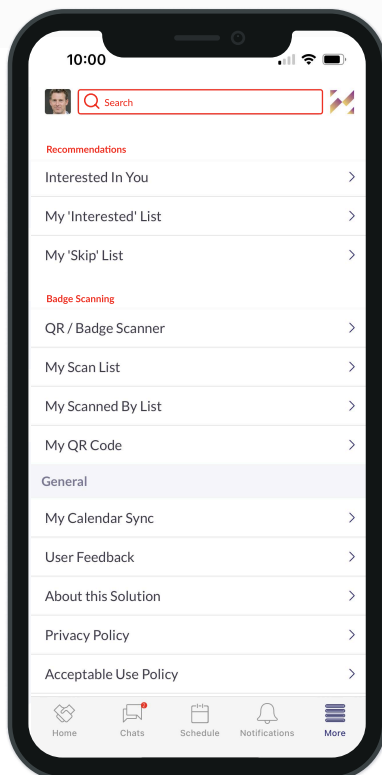 10:00
Search
Recommendations
Interested In You
My 'Interested' List
My 'Skip' List
Badge Scanning
QR / Badge Scanner
My Scan List
My Scanned By List
My QR Code
General
My Calendar Sync
User Feedback
About this Solution
Privacy Policy
Acceptable Use Policy
Home
Chats
Schedule
Notifications
More